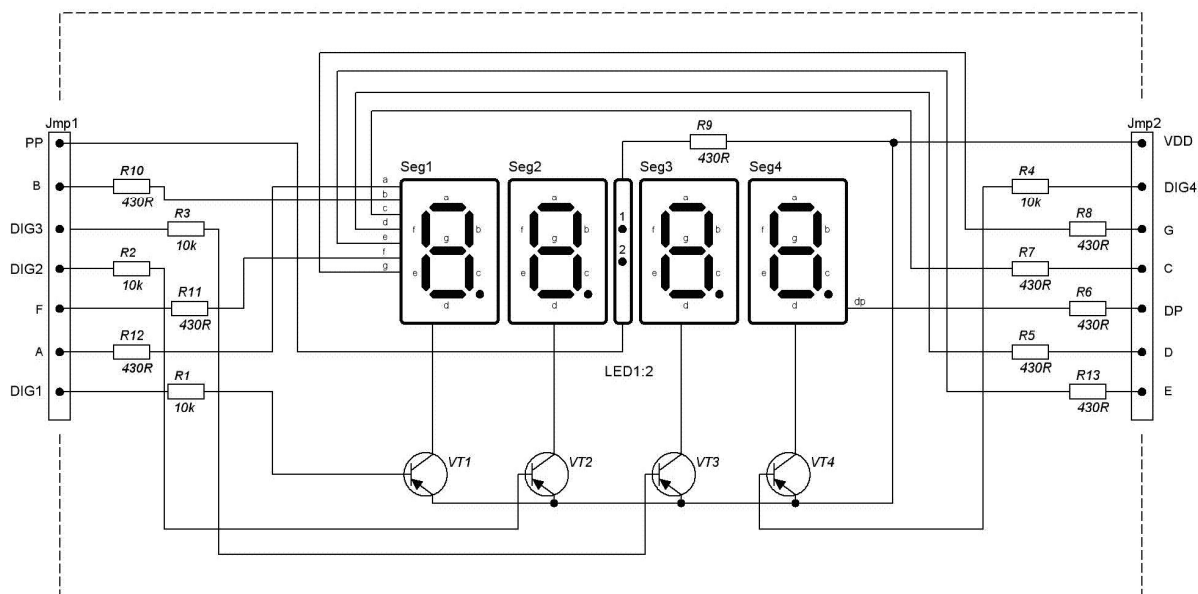 Jmp1
PP
B
DIG3
DIG2
F
A
DIG1
R10
430R
R3
10k
R2
10k
R11
430R
R12
430R
R1
10k
a
b
c
d
e
f
g
Seg1
a
f b
g
e c
d
Seg2
a
f b
g
e c
d
1
2
LED1:2
R9
430R
Seg3
a
f b
g
e c
d
Seg4
a
f b
g
e c
d
dp
VT1
VT2
VT3
VT4
R4
10k
R8
430R
R7
430R
R6
430R
R5
430R
R13
430R
Jmp2
VDD
DIG4
G
C
DP
D
E